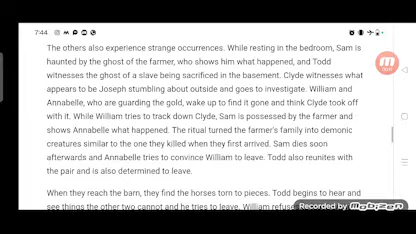 7:44
The others also experience strange occurrences. While resting in the bedroom, Sam is
haunted by the ghost of the farmer, who shows him what happened, and Todd
witnesses the ghost of a slave being sacrificed in the basement. Clyde witnesses what
appears to be Joseph stumbling about outside and goes to investigate. William and
Annabelle, who are guarding the gold, wake up to find it gone and think Clyde took off
with it. While William tries to track down Clyde, Sam is possessed by the farmer and
shows Annabelle what happened. The ritual turned the farmer's family into demonic
creatures similar to the one they killed when they first arrived. Sam dies soon
afterwards and Annabelle tries to convince William to leave. Todd also reunites with
the pair and is also determined to leave.
When they reach the barn, they find the horses torn to pieces. Todd begins to hear and
see things the other two cannot and he tries to leave. William refuse
Recorded by mobizen